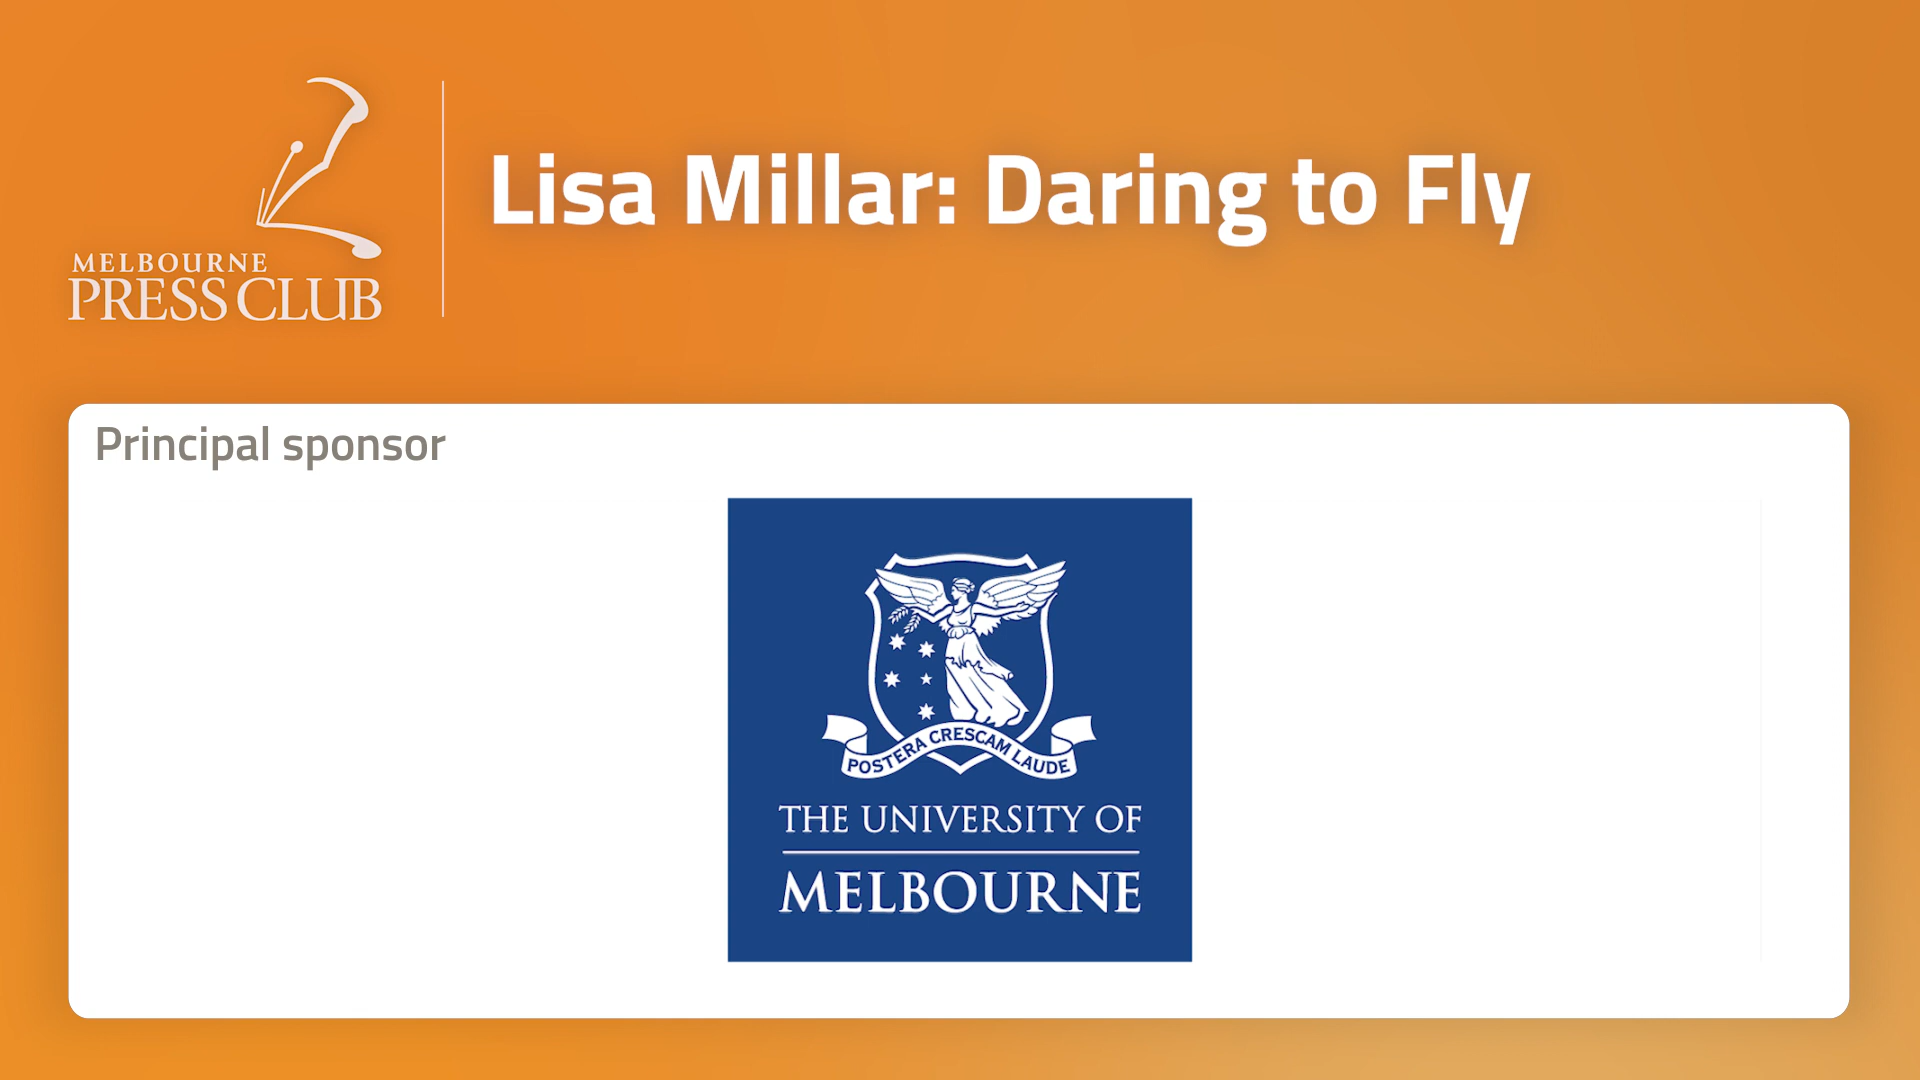 MELBOURNE
PRESS CLUB
Lisa Millar: Daring to Fly
Principal sponsor
POSTERA CRESCAM LAUDE
THE UNIVERSITY OF
MELBOURNE